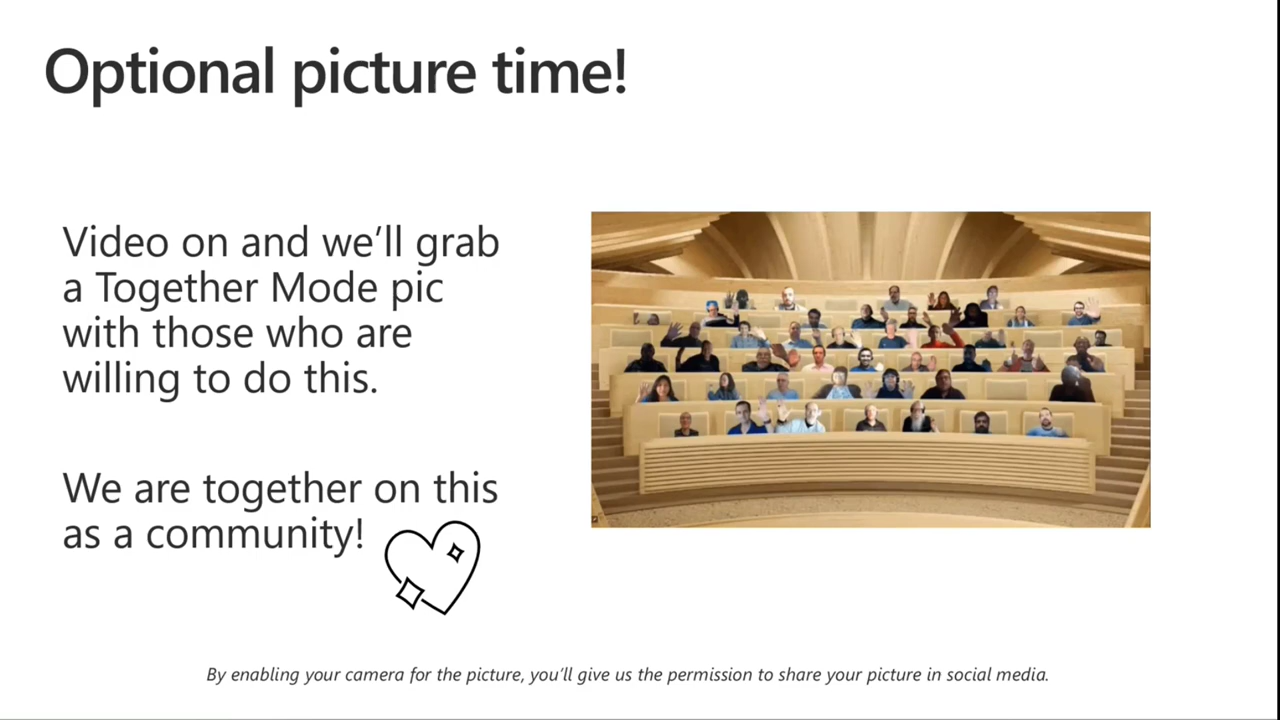 Optional picture time!
Video on and we’ll grab
a Together Mode pic
with those who are
willing to do this.
We are together on this
as a community!
By enabling your camera for the picture, you’ll give us the permission to share your picture in social media.